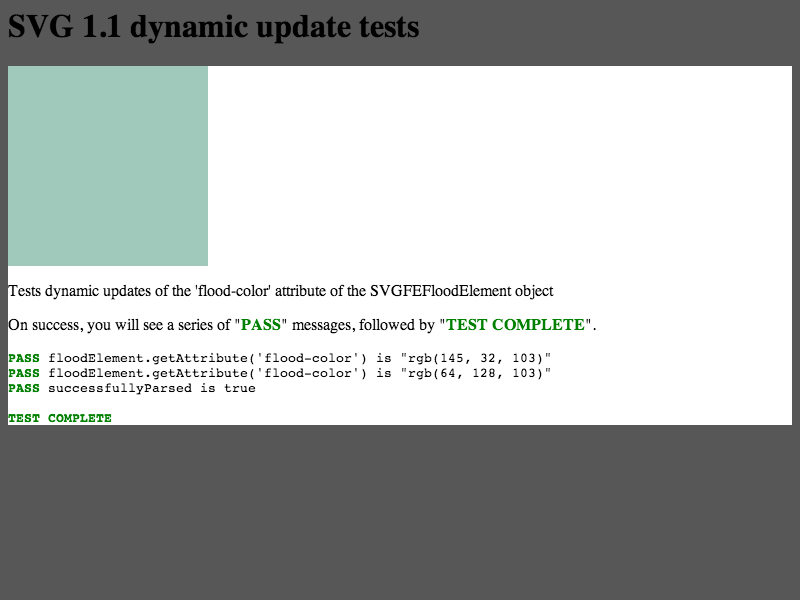 SVG 1.1 dynamic update tests
Tests dynamic updates of the 'flood-color' attribute of the SVGFEFloodElement object
On success, you will see a series of "PASS" messages, followed by "TEST COMPLETE".
PASS floodElement.getAttribute('flood-color') is "rgb(145, 32, 103)"
PASS floodElement.getAttribute('flood-color') is "rgb(64, 128, 103)"
PASS successfullyParsed is true
TEST COMPLETE